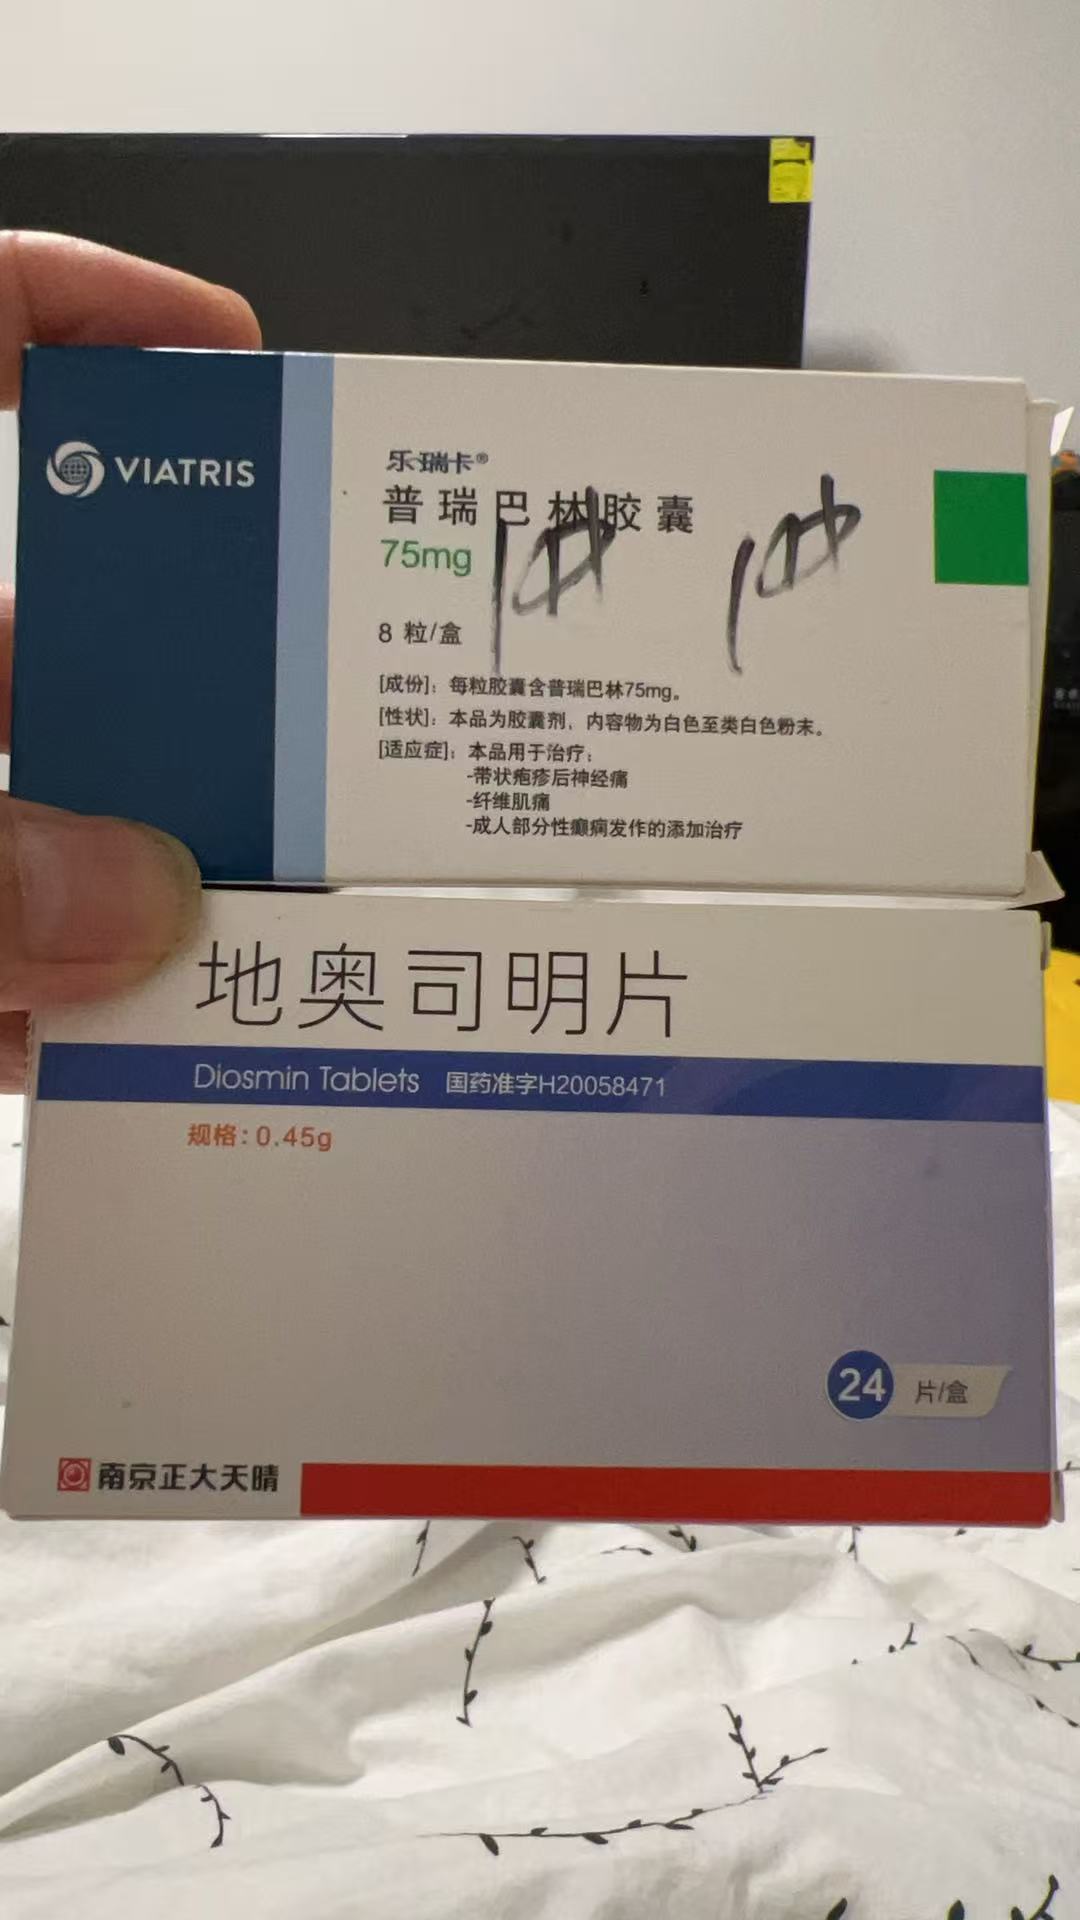 VIATRIS
乐瑞卡®
普瑞巴林胶囊
75mg
8 粒/盒
[成份]：每粒胶囊含普瑞巴林75mg。
[性状]：本品为胶囊剂，内容物为白色至类白色粉末。
[适应症]：本品用于治疗：
-带状疱疹后神经痛
-纤维肌痛
-成人部分性癫痫发作的添加治疗
地奥司明片
Diosmin Tablets 国药准字H20058471
规格：0.45g
24 片/盒
南京正大天晴